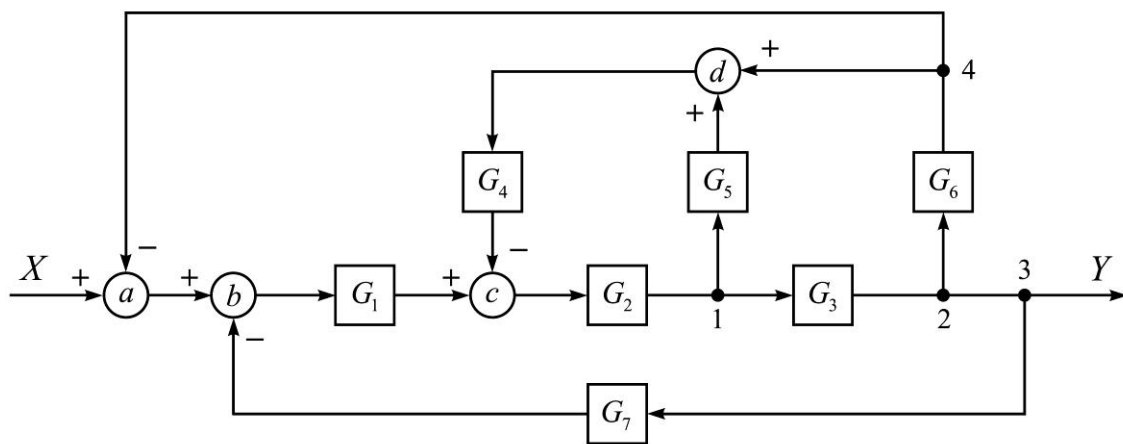 +
d
4
+
G₄
G₅
G₆
−
−
X
+
a
+
b
G₁
+
c
G₂
G₃
3
Y
1
2
−
G₇